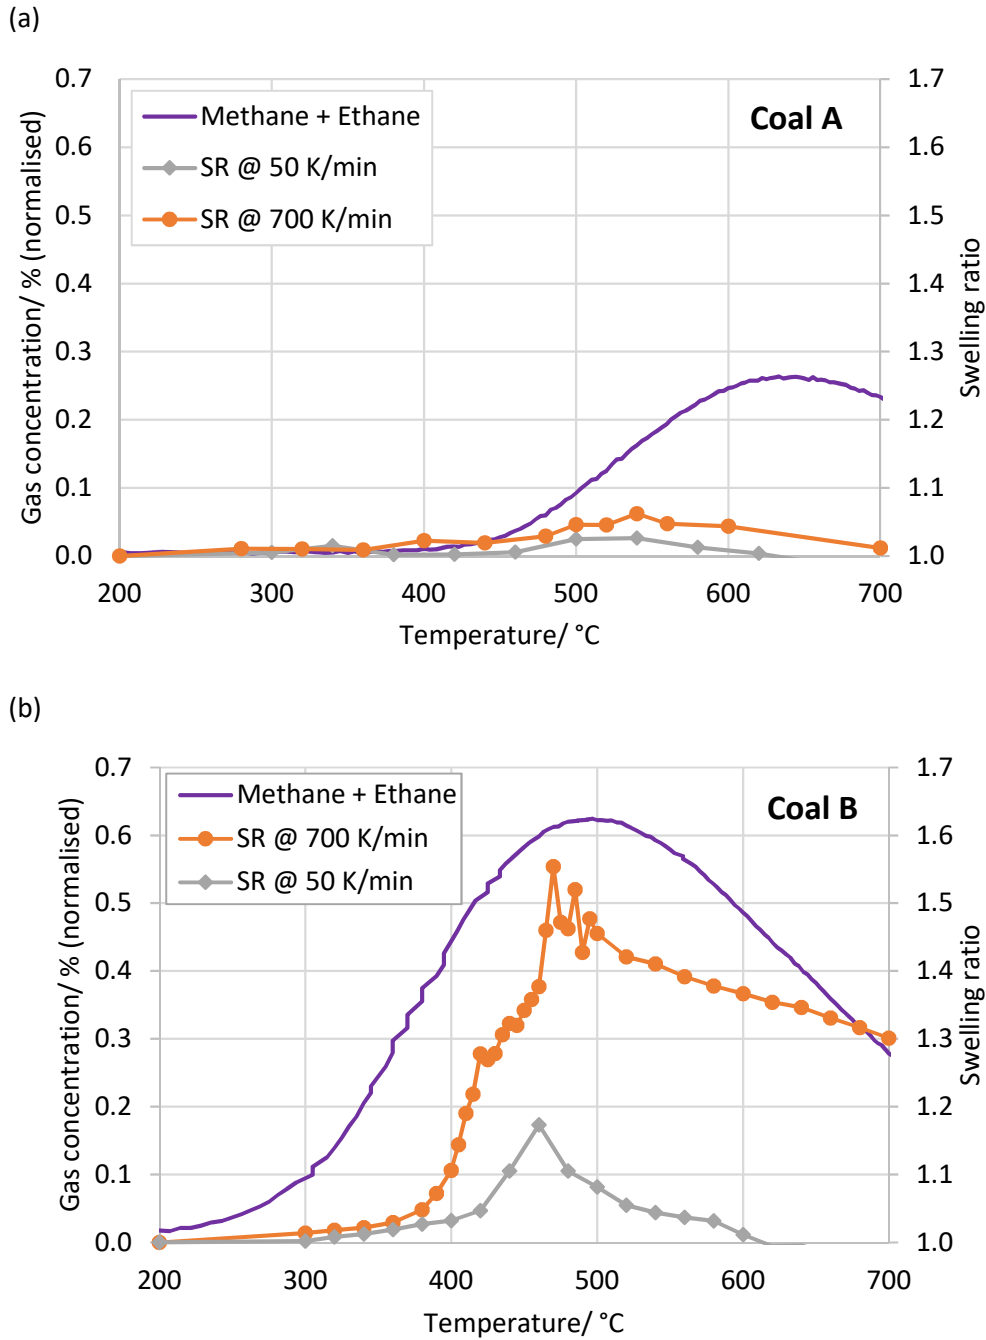 (a)
0.7
0.6
0.5
0.4
0.3
0.2
0.1
0.0
Gas concentration/ % (normalised)
Methane + Ethane
SR @ 50 K/min
SR @ 700 K/min
Coal A
1.7
1.6
1.5
1.4
1.3
1.2
1.1
1.0
Swelling ratio
200 300 400 500 600 700
Temperature/ °C
(b)
0.7
0.6
0.5
0.4
0.3
0.2
0.1
0.0
Gas concentration/ % (normalised)
Methane + Ethane
SR @ 700 K/min
SR @ 50 K/min
Coal B
1.7
1.6
1.5
1.4
1.3
1.2
1.1
1.0
Swelling ratio
200 300 400 500 600 700
Temperature/ °C